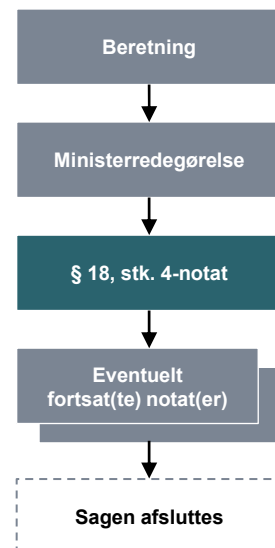 Beretning
Ministerredegørelse
§ 18, stk. 4-notat
Eventuelt
fortsat(te) notat(er)
Sagen afsluttes